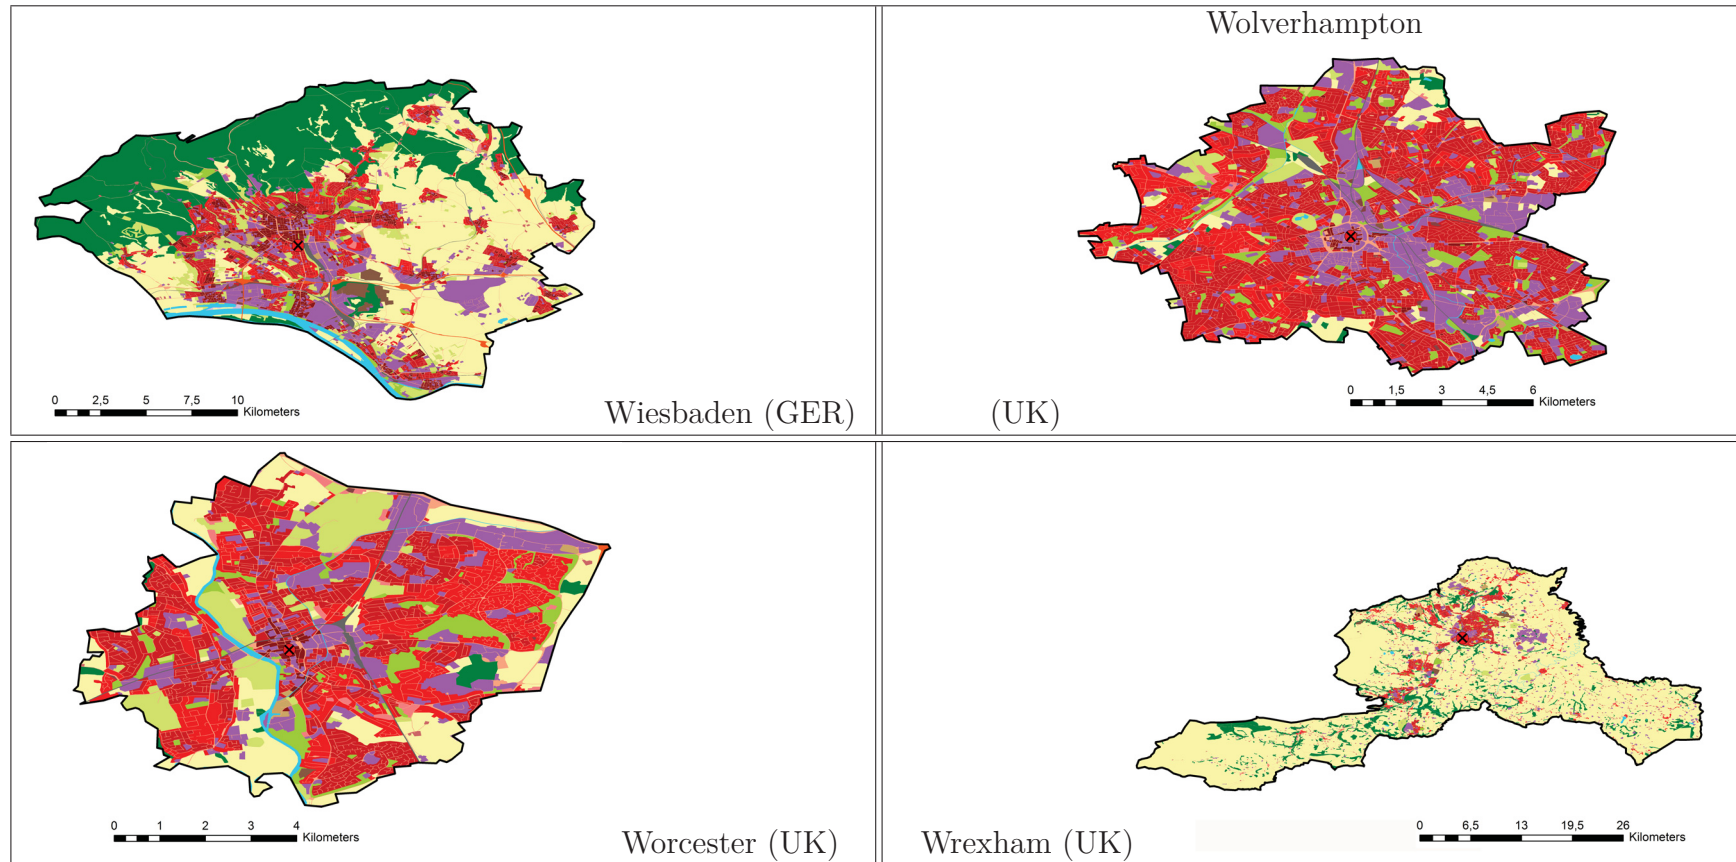 0 2,5 5 7,5 10
Kilometers
Wiesbaden (GER)
Wolverhampton
0 1,5 3 4,5 6
Kilometers
(UK)
0 1 2 3 4
Kilometers
Worcester (UK)
0 6,5 13 19,5 26
Kilometers
Wrexham (UK)